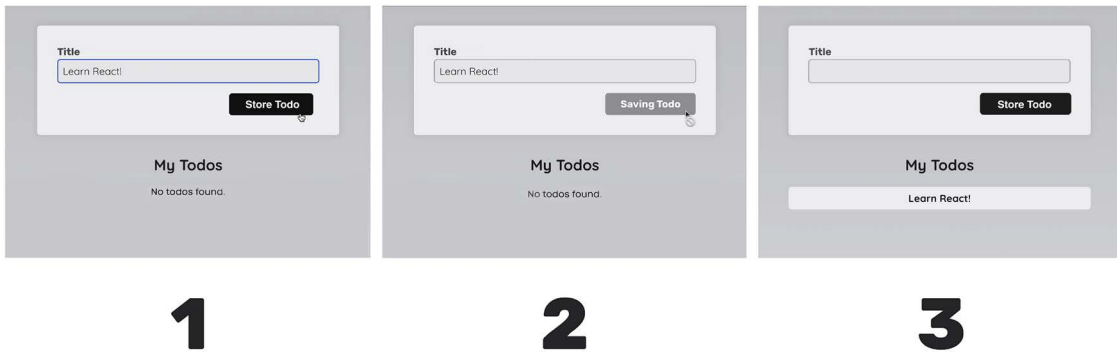 Title
Learn React!
Store Todo
My Todos
No todos found.
1
Title
Learn React!
Saving Todo
My Todos
No todos found.
2
Title
Store Todo
My Todos
Learn React!
3